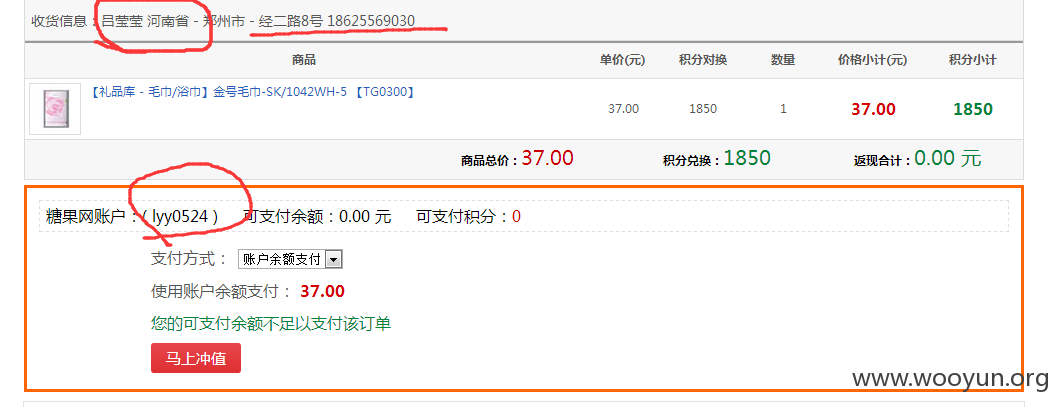 收货信息：吕莹莹 河南省 - 郑州市 - 经二路8号 18625569030
商品 单价(元) 积分对换 数量 价格小计(元) 积分小计
【礼品库 - 毛巾/浴巾】金号毛巾-SK/1042WH-5 【TG0300】
37.00 1850 1 37.00 1850
商品总价：37.00 积分兑换：1850 返现合计：0.00 元
糖果网账户：( lyy0524 ) 可支付余额：0.00 元 可支付积分：0
支付方式： 账户余额支付
使用账户余额支付： 37.00
您的可支付余额不足以支付该订单
马上冲值
www.wooyun.org